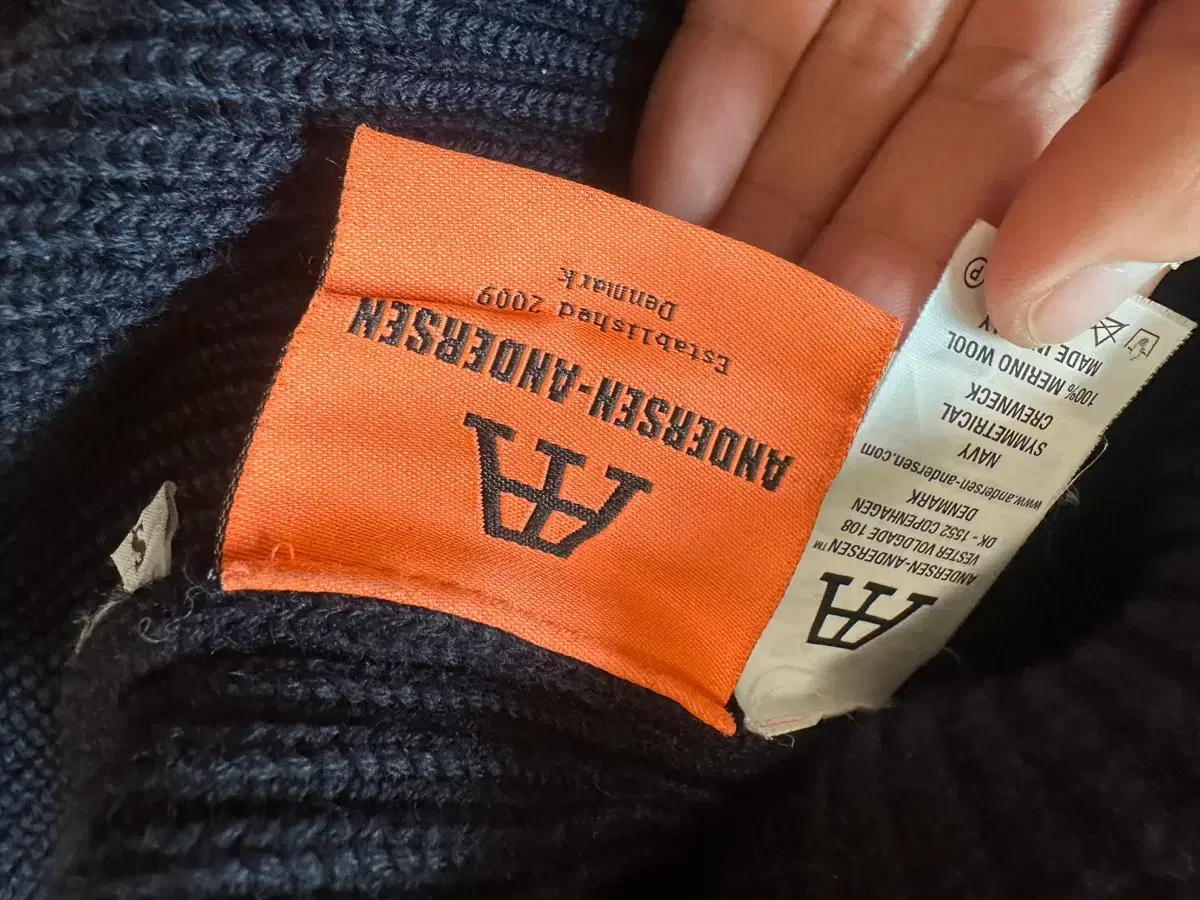 ANDERSEN-ANDERSEN
Established 2009
Denmark
ANDERSEN-ANDERSEN™
VESTER VOLDGADE 108
DK - 1552 COPENHAGEN
DENMARK
www.andersen-andersen.com
NAVY
SYMMETRICAL
CREWNECK
100% MERINO WOOL
MADE
P
S